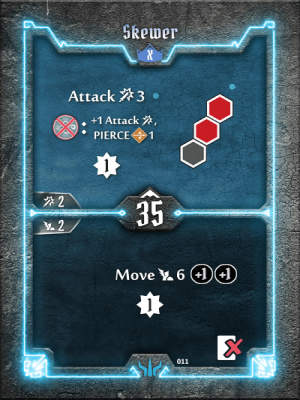 Skewer
X
Attack 3
+1 Attack,
PIERCE 1
1
2
35
2
Move 6 +1 +1
1
011